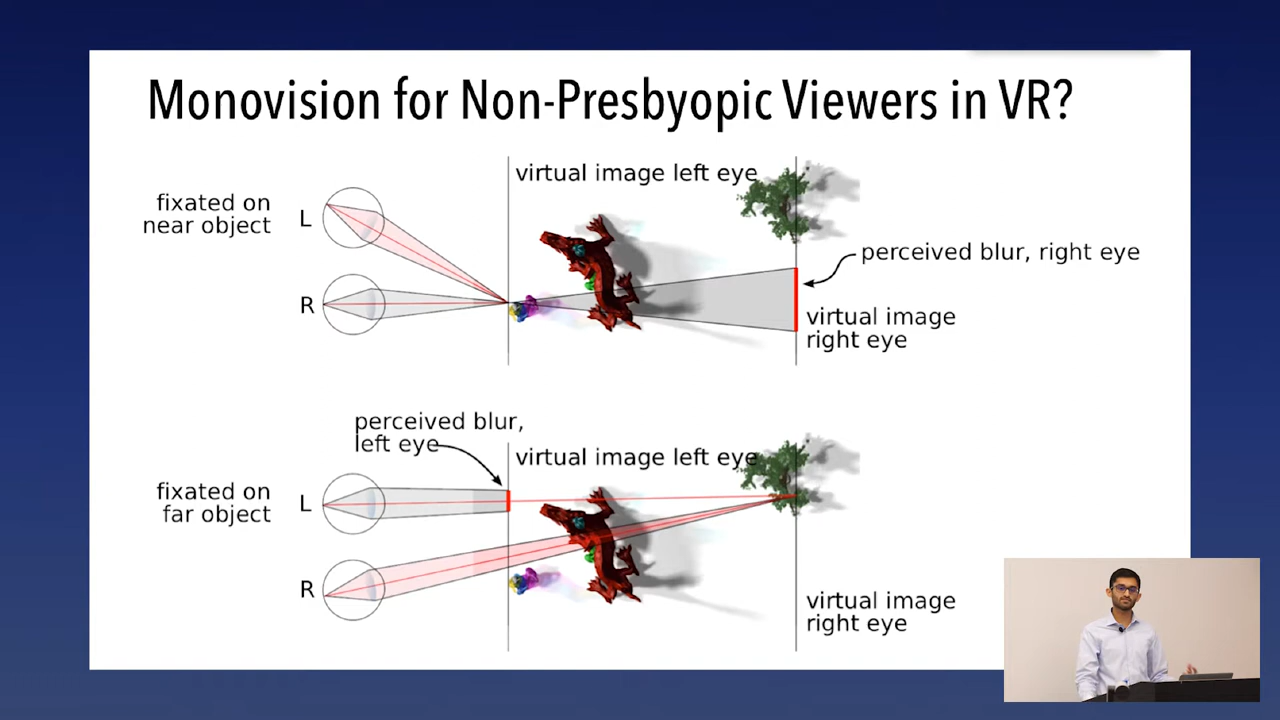 Monovision for Non-Presbyopic Viewers in VR?
virtual image left eye
fixated on
near object
L
R
perceived blur, right eye
virtual image
right eye
perceived blur,
left eye
virtual image left eye
fixated on
far object
L
R
virtual image
right eye